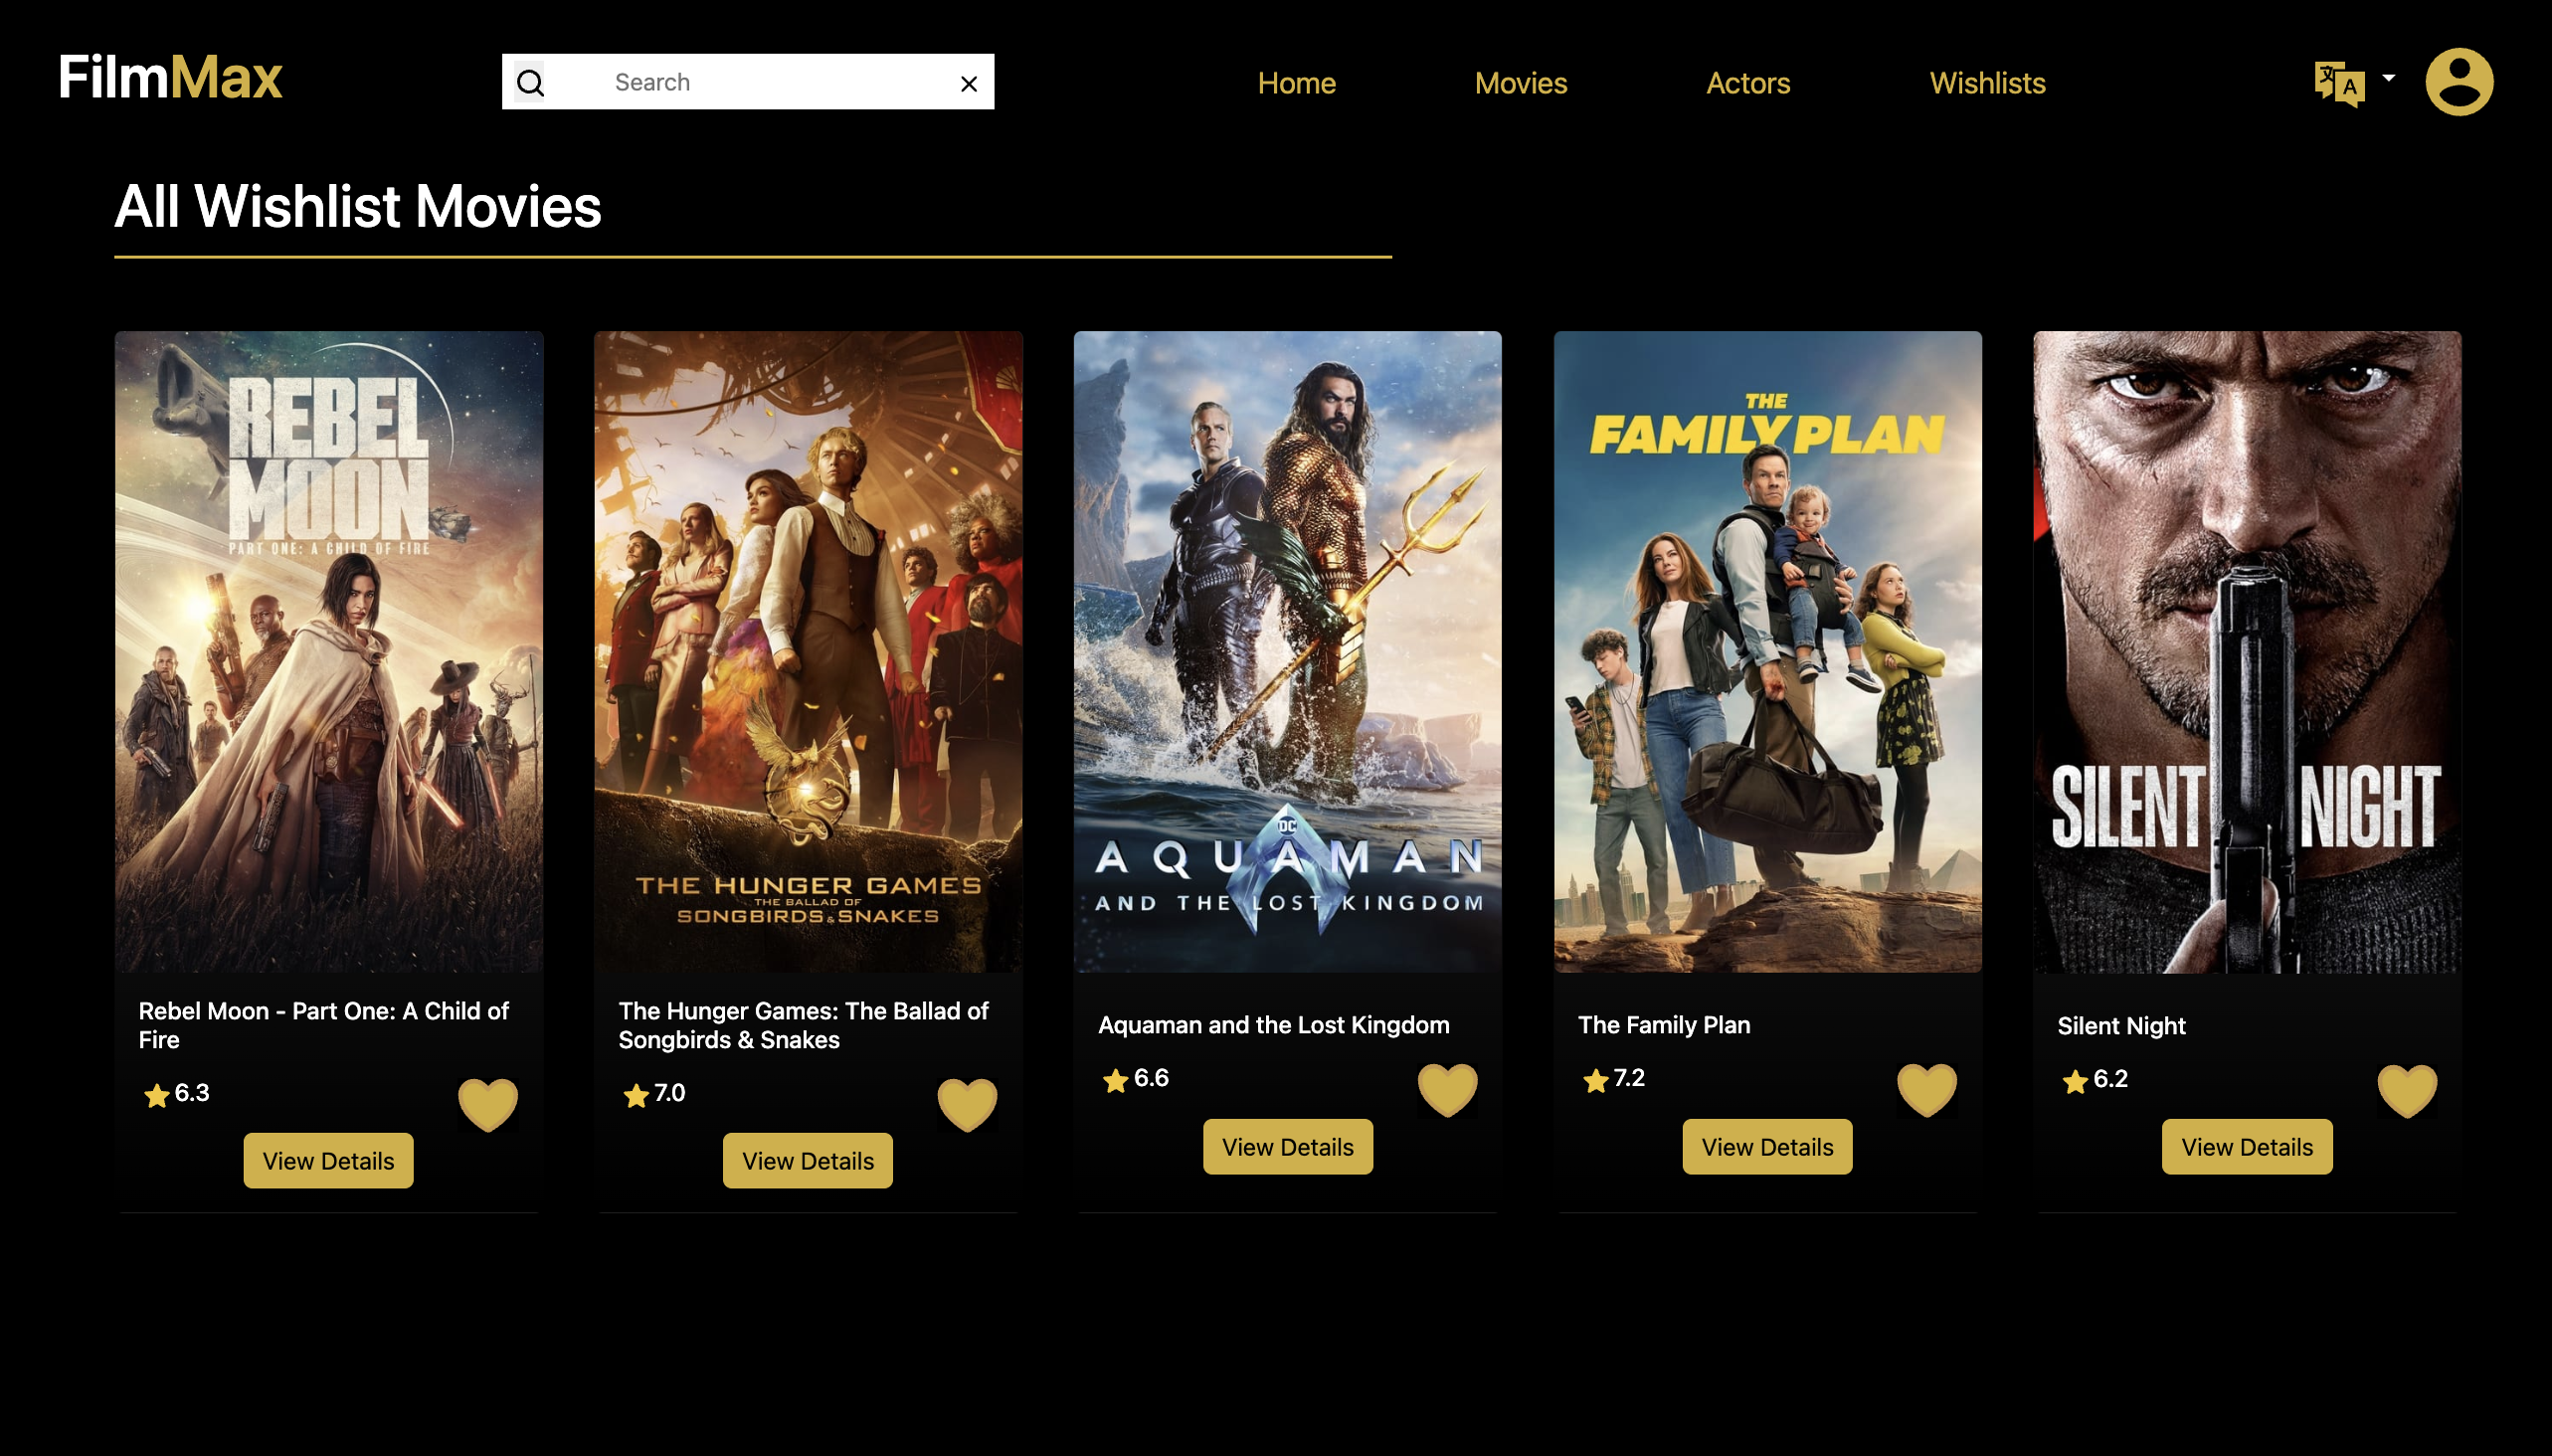 FilmMax
Search
Home
Movies
Actors
Wishlists
文
A
All Wishlist Movies
REBEL
MOON
PART ONE: A CHILD OF FIRE
Rebel Moon - Part One: A Child of
Fire
6.3
View Details
THE HUNGER GAMES
THE BALLAD OF
SONGBIRDS & SNAKES
The Hunger Games: The Ballad of
Songbirds & Snakes
7.0
View Details
DC
AQUAMAN
AND THE LOST KINGDOM
Aquaman and the Lost Kingdom
6.6
View Details
THE
FAMILY PLAN
The Family Plan
7.2
View Details
SILENT NIGHT
Silent Night
6.2
View Details